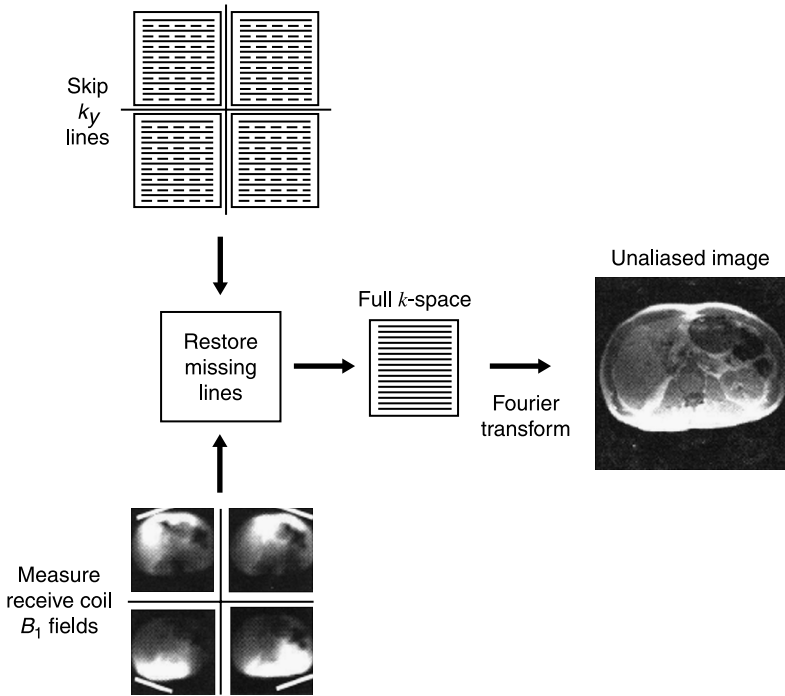 Skip
ky
lines
Unaliased image
Full k-space
Restore
missing
lines
Fourier
transform
Measure
receive coil
B1 fields